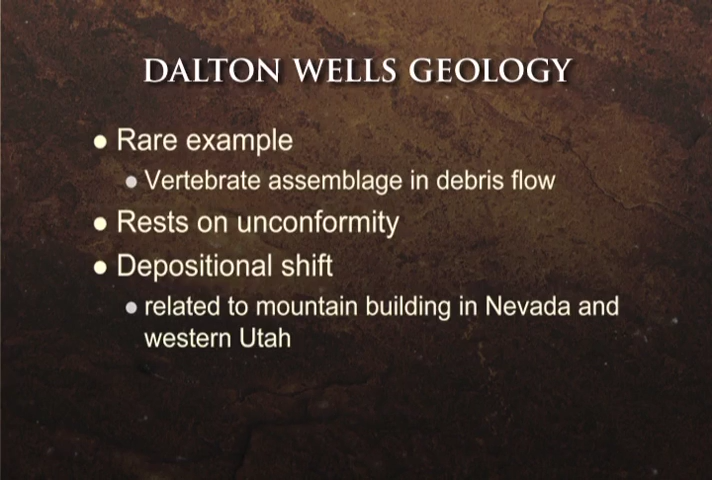 DALTON WELLS GEOLOGY
• Rare example
• Vertebrate assemblage in debris flow
• Rests on unconformity
• Depositional shift
• related to mountain building in Nevada and
western Utah